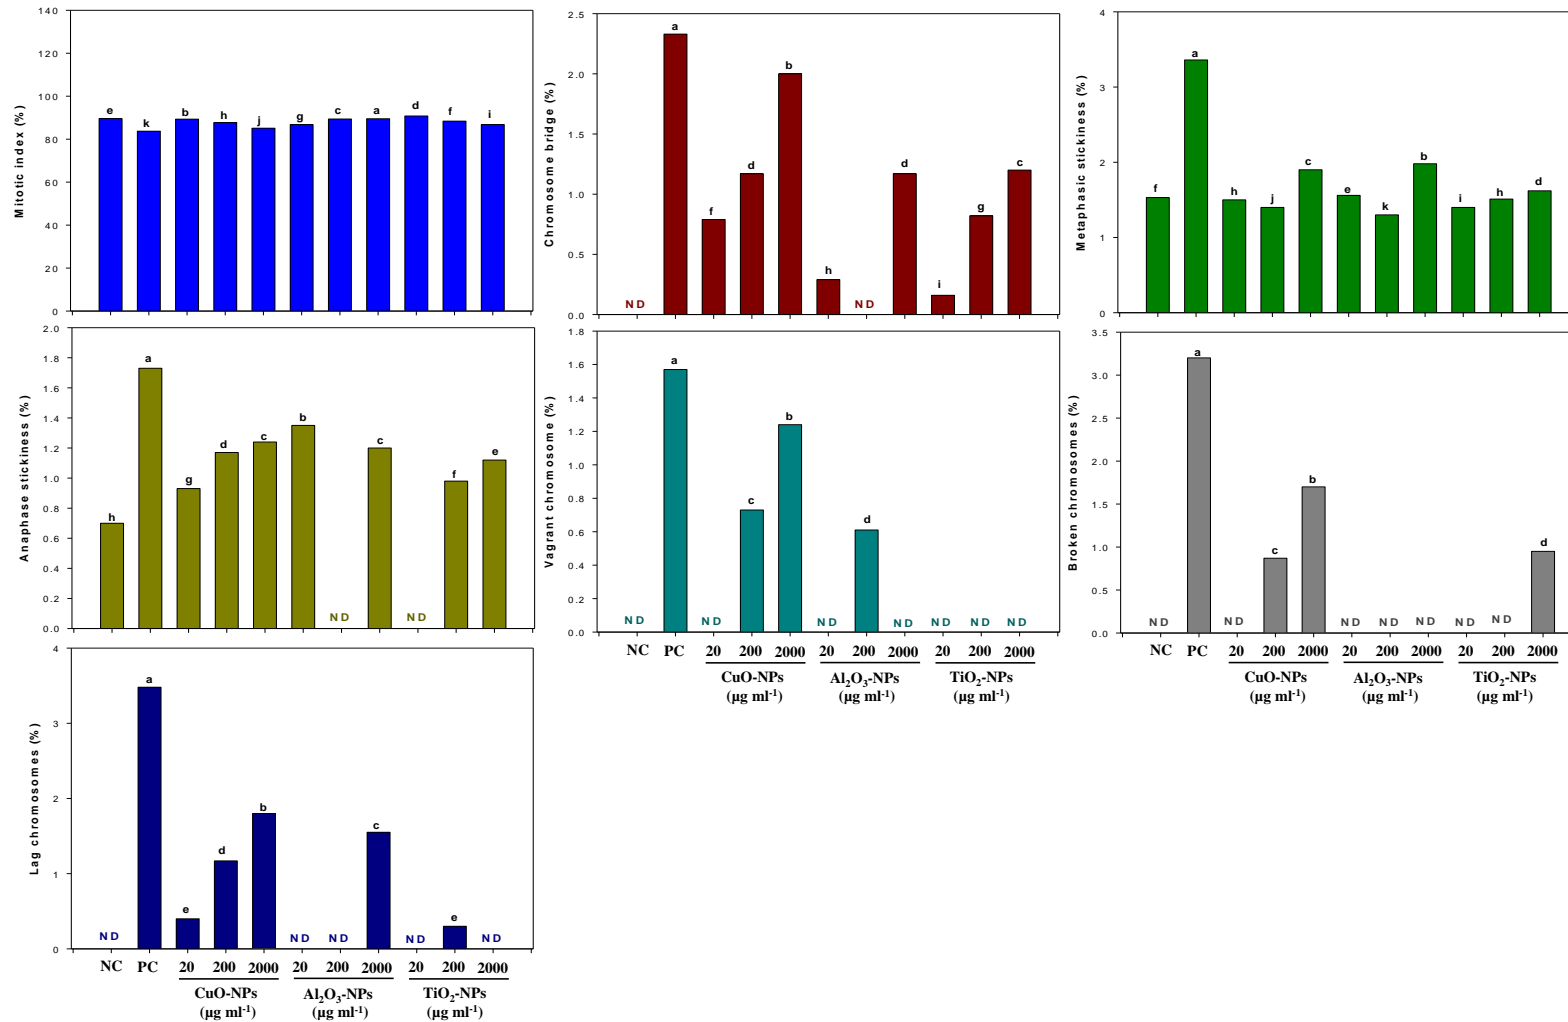 Mitotic index (%)
140
120
100
80
60
40
20
0
e k b h j g c a d f i
Chromosome bridge (%)
2.5
2.0
1.5
1.0
0.5
0.0
ND a f d b h ND d i g c
Metaphasic stickiness (%)
4
3
2
1
0
f a h j c e k b i h d
Anaphase stickiness (%)
2.0
1.8
1.6
1.4
1.2
1.0
0.8
0.6
0.4
0.2
0.0
h a g d c b ND c ND f e
Vagrant chromosome (%)
1.8
1.6
1.4
1.2
1.0
0.8
0.6
0.4
0.2
0.0
ND a ND c b ND d ND ND ND ND
NC PC 20 200 2000 20 200 2000 20 200 2000
CuO-NPs Al₂O₃-NPs TiO₂-NPs
(µg ml⁻¹) (µg ml⁻¹) (µg ml⁻¹)
Broken chromosomes (%)
3.5
3.0
2.5
2.0
1.5
1.0
0.5
0.0
ND a ND c b ND ND ND ND ND d
NC PC 20 200 2000 20 200 2000 20 200 2000
CuO-NPs Al₂O₃-NPs TiO₂-NPs
(µg ml⁻¹) (µg ml⁻¹) (µg ml⁻¹)
Lag chromosomes (%)
4
3
2
1
0
ND a e d b ND ND c ND e ND
NC PC 20 200 2000 20 200 2000 20 200 2000
CuO-NPs Al₂O₃-NPs TiO₂-NPs
(µg ml⁻¹) (µg ml⁻¹) (µg ml⁻¹)